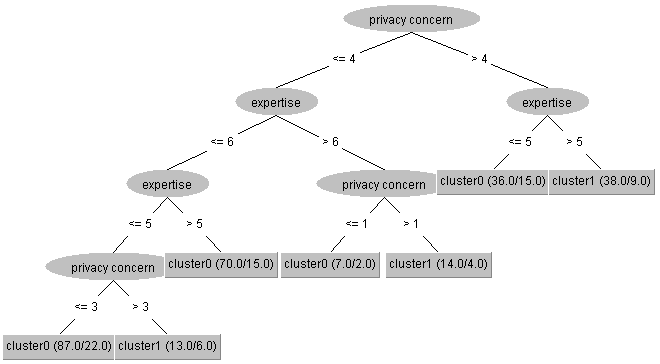 privacy concern
<= 4
> 4
expertise
expertise
<= 6
> 6
<= 5
> 5
expertise
privacy concern
cluster0 (36.0/15.0)
cluster1 (38.0/9.0)
<= 5
> 5
<= 1
> 1
privacy concern
cluster0 (70.0/15.0)
cluster0 (7.0/2.0)
cluster1 (14.0/4.0)
<= 3
> 3
cluster0 (87.0/22.0)
cluster1 (13.0/6.0)